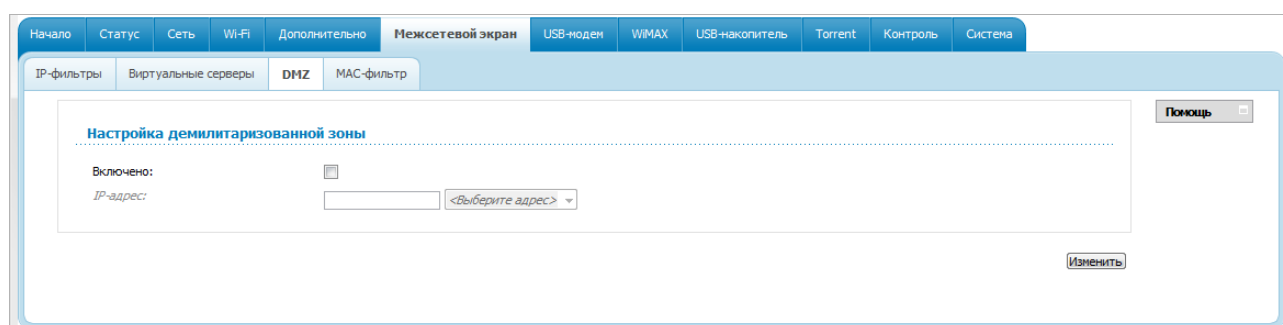 Начало Статус Сеть Wi-Fi Дополнительно Межсетевой экран USB-модем WiMAX USB-накопитель Torrent Контроль Система
IP-фильтры Виртуальные серверы DMZ MAC-фильтр
Помощь
Настройка демилитаризованной зоны
Включено:
IP-адрес: <Выберите адрес>
Изменить